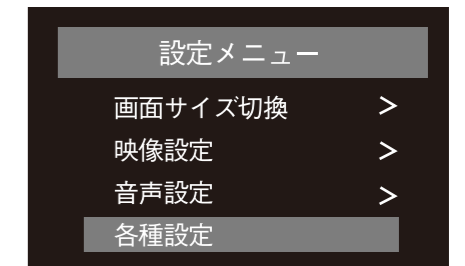 設定メニュー
画面サイズ切換 >
映像設定 >
音声設定 >
各種設定